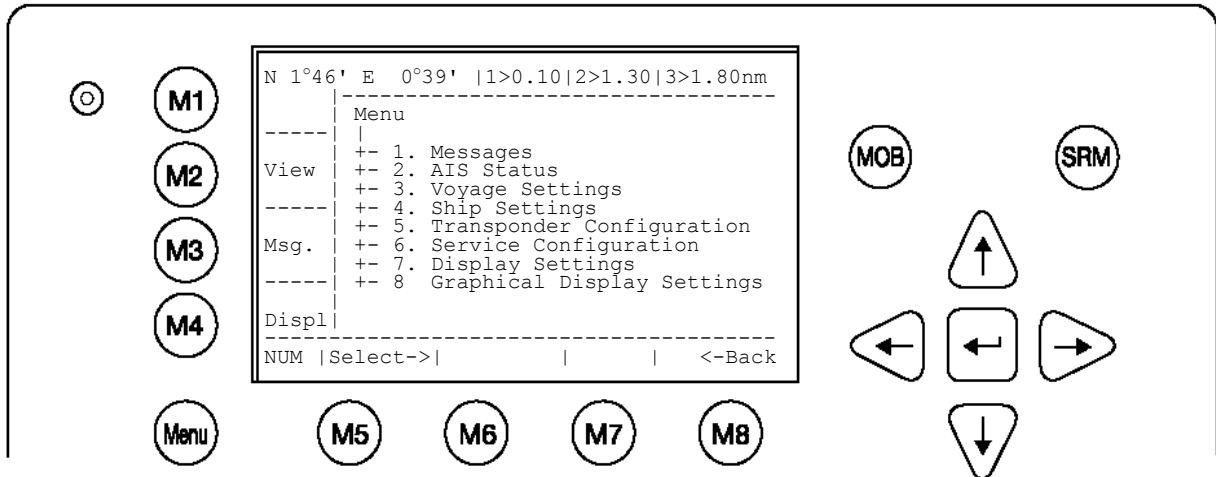 N 1°46' E 0°39' |1>0.10|2>1.30|3>1.80nm
Menu
+- 1. Messages
+- 2. AIS Status
+- 3. Voyage Settings
+- 4. Ship Settings
+- 5. Transponder Configuration
+- 6. Service Configuration
+- 7. Display Settings
+- 8 Graphical Display Settings
View
Msg.
Displ
NUM |Select->| | | <-Back
M1
M2
M3
M4
Menu
M5
M6
M7
M8
MOB
SRM